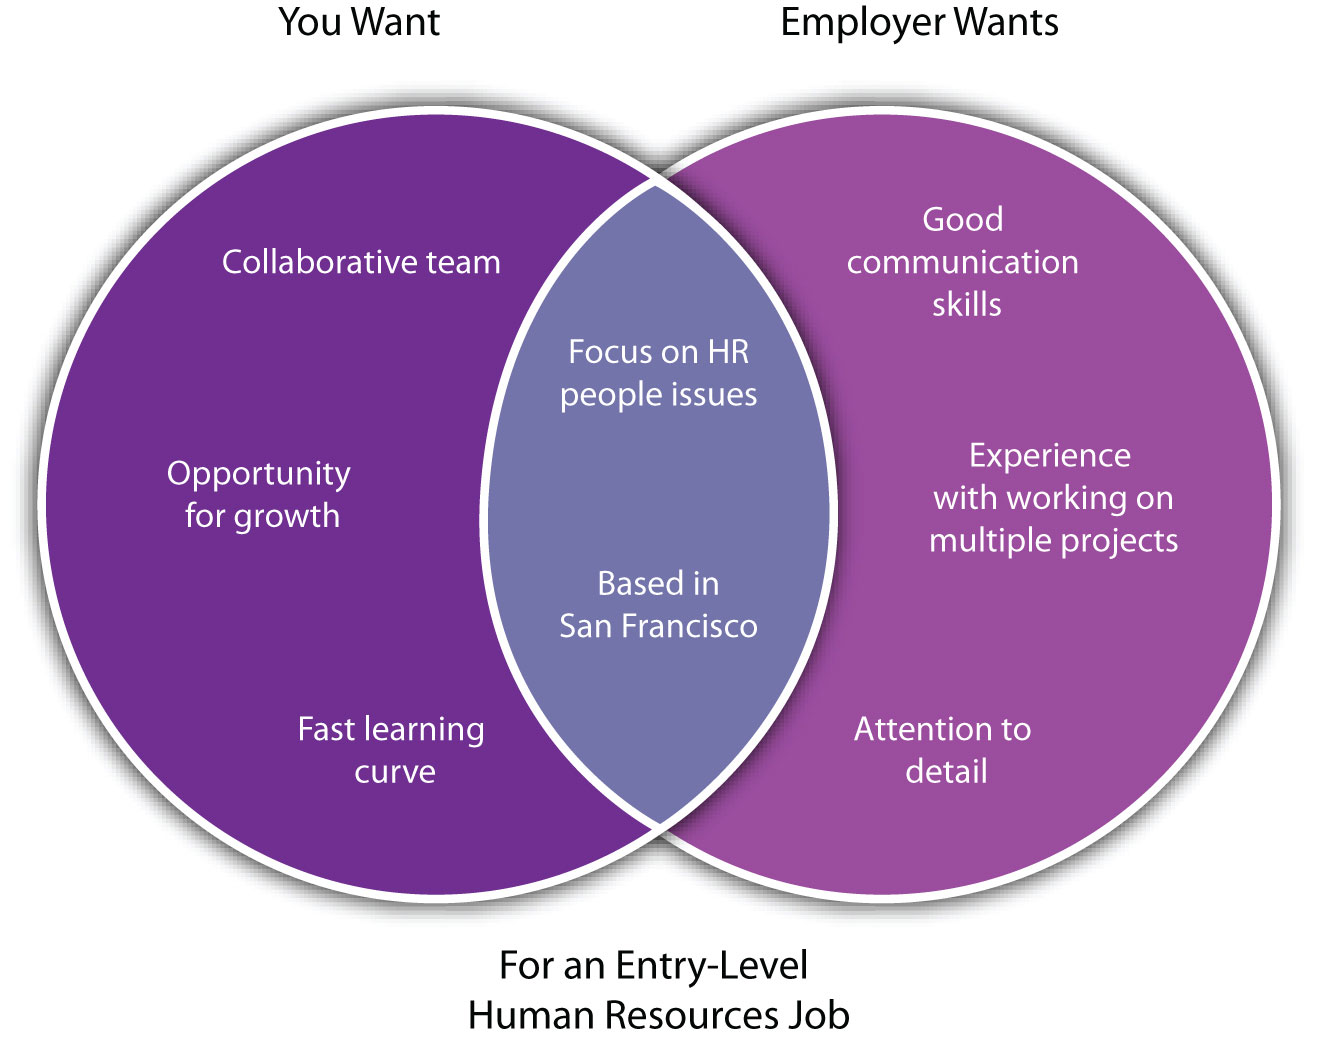 You Want
Employer Wants
Collaborative team
Opportunity
for growth
Fast learning
curve
Focus on HR
people issues
Based in
San Francisco
Good
communication
skills
Experience
with working on
multiple projects
Attention to
detail
For an Entry-Level
Human Resources Job